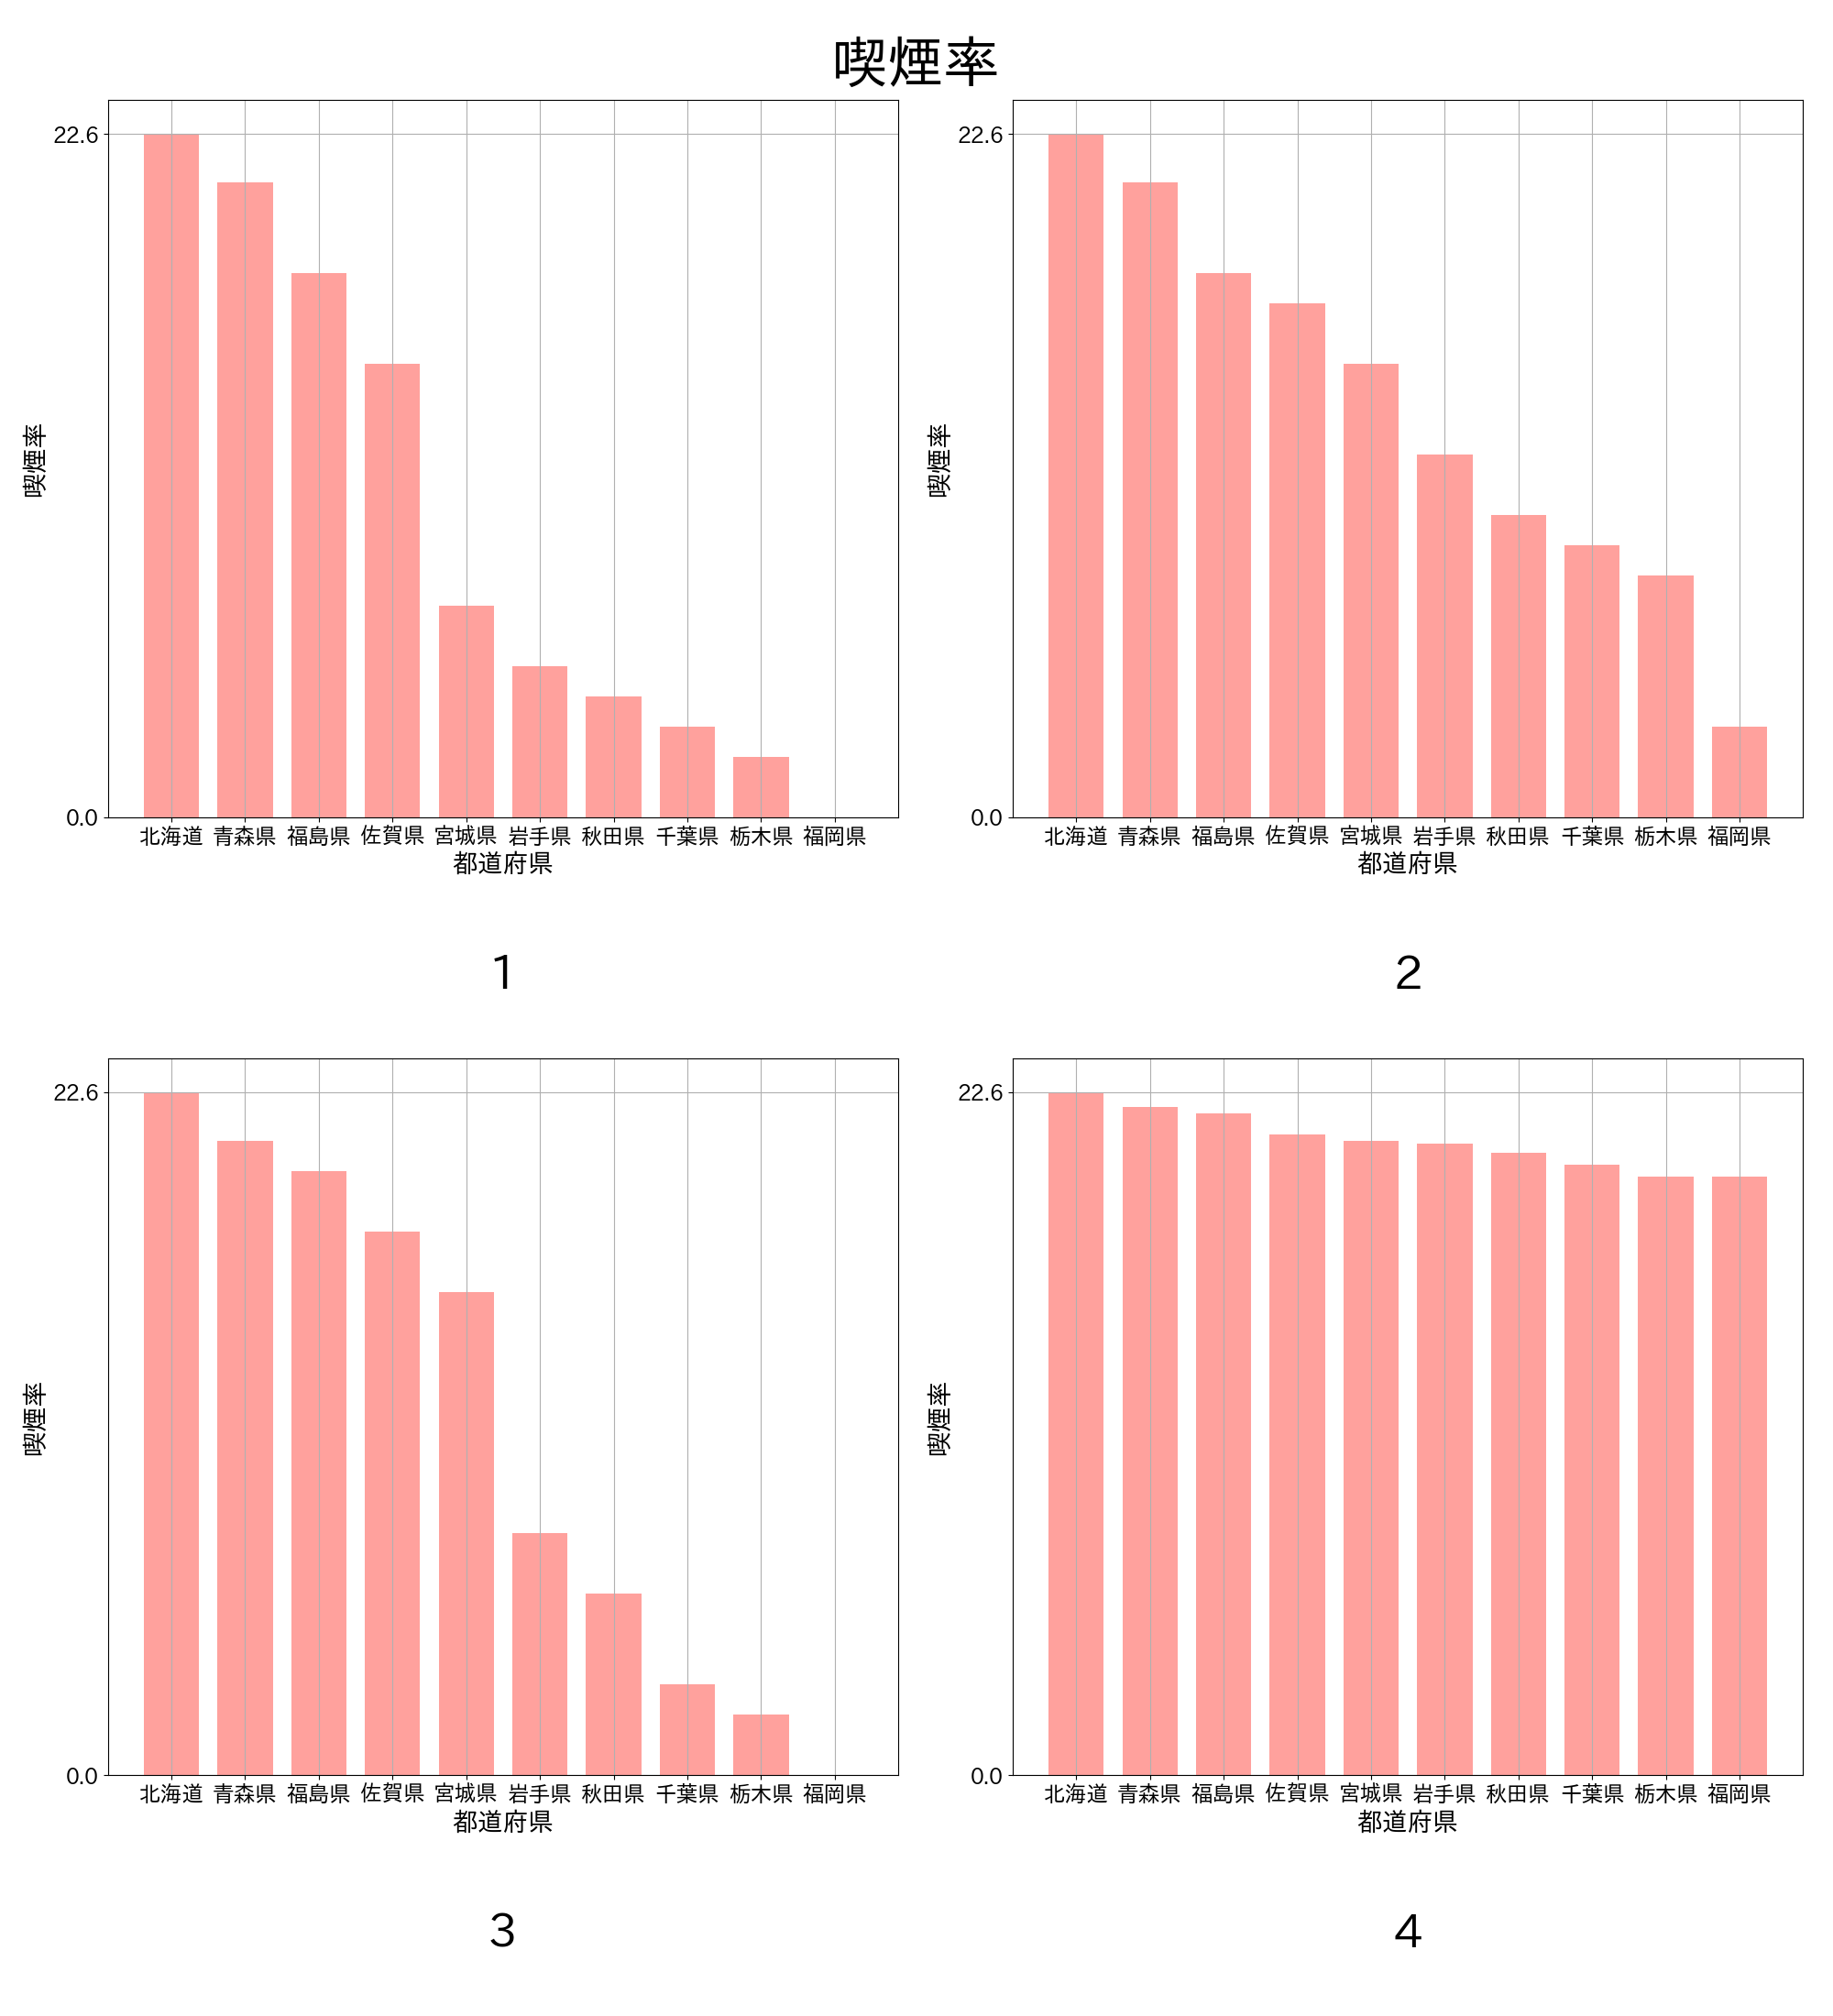 喫煙率
22.6
0.0
喫煙率
北海道 青森県 福島県 佐賀県 宮城県 岩手県 秋田県 千葉県 栃木県 福岡県
都道府県
1
22.6
0.0
喫煙率
北海道 青森県 福島県 佐賀県 宮城県 岩手県 秋田県 千葉県 栃木県 福岡県
都道府県
2
22.6
0.0
喫煙率
北海道 青森県 福島県 佐賀県 宮城県 岩手県 秋田県 千葉県 栃木県 福岡県
都道府県
3
22.6
0.0
喫煙率
北海道 青森県 福島県 佐賀県 宮城県 岩手県 秋田県 千葉県 栃木県 福岡県
都道府県
4